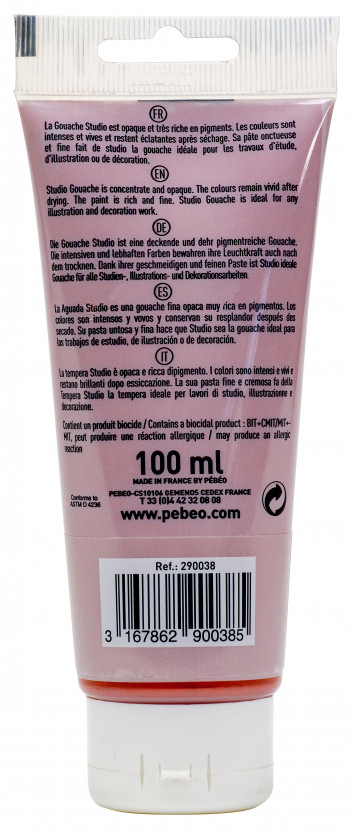 FR
La Gouache Studio est opaque et très riche en pigments. Les couleurs sont
intenses et vives et restent éclatantes après séchage. Sa pâte onctueuse
et fine fait de studio la gouache idéale pour les travaux d'étude,
d'illustration ou de décoration.
EN
Studio Gouache is concentrate and opaque. The colours remain vivid after
drying. The paint is rich and fine. Studio Gouache is ideal for any
illustration and decoration work.
DE
Die Gouache Studio ist eine deckende und dehr pigmentreiche Gouache.
Die intensiven und lebhaften Farben bewahren ihre Leuchtkraft auch nach
dem trocknen. Dank ihrer geschmeidigen und feinen Paste ist Studio ideale
Gouache für alle Studien-, Illustrations- und Dekorationsarbeiten.
ES
La Aguada Studio es una gouache fina opaca muy rica en pigmentos. Los
colores son intensos y vovos y conservan su resplandor después des
secado. Su pasta untosa y fina hace que Studio sea la gouache ideal para
los trabajos de estudio, de ilustración o de decoración.
IT
La tempera Studio è opaca e ricca dipigmento. I colori sono intensi e vivi e
restano brillanti dopo essiccazione. La sua pasta fine e cremosa fa della
Tempera Studio la tempera ideale per lavori di studio, illustrazione e
decorazione.
Contient un produit biocide / Contains a biocidal product : BIT+CMIT/MIT+
MIT, peut produire une réaction allergique / may produce an allergic
reaction
100 ml
MADE IN FRANCE BY PÉBÉO
PEBEO-CS10106 GEMENOS CEDEX FRANCE
T 33 (0)4 42 32 08 08
www.pebeo.com
Conforme to
ASTM D 4236
Ref.: 290038
3 167862 900385